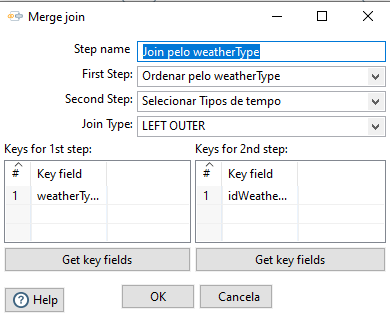 Merge join
Step name Join pelo weatherType
First Step: Ordenar pelo weatherType
Second Step: Selecionar Tipos de tempo
Join Type: LEFT OUTER
Keys for 1st step: Keys for 2nd step:
# Key field # Key field
1 weatherTy... 1 idWeathe...
Get key fields Get key fields
Help OK Cancela